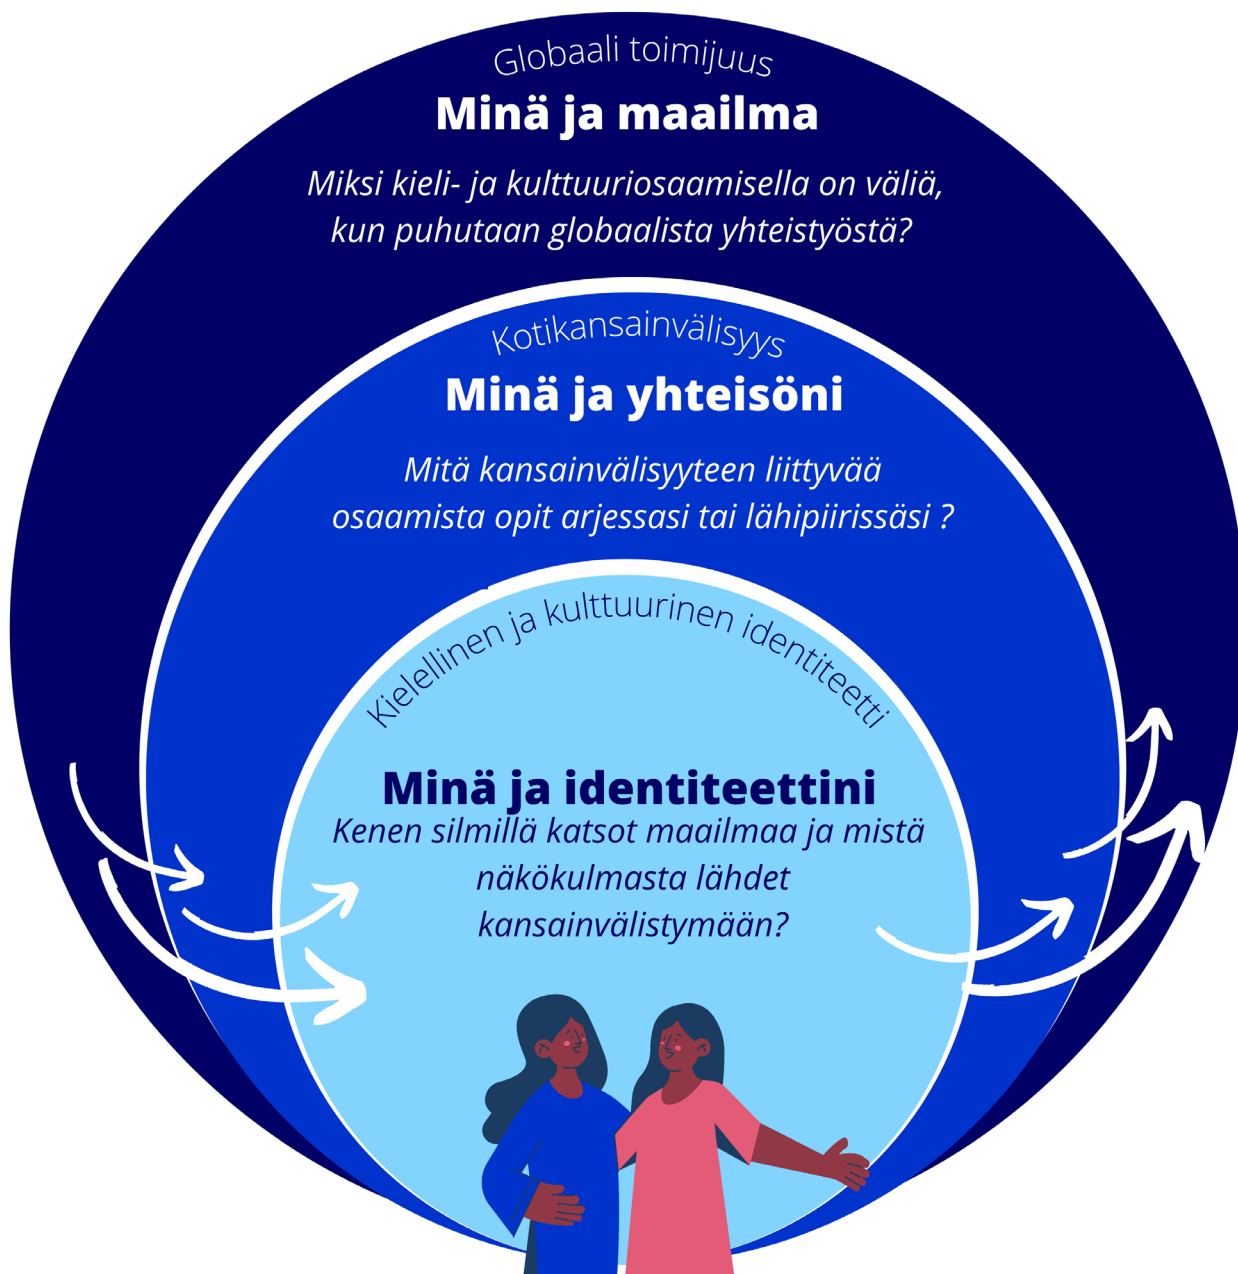 Globaali toimijuus
Minä ja maailma
Miksi kieli- ja kulttuuriosaamisella on väliä,
kun puhutaan globaalista yhteistyöstä?
Kotikansainvälisyys
Minä ja yhteisöni
Mitä kansainvälisyyteen liittyvää
osaamista opit arjessasi tai lähipiirissäsi ?
Kielellinen ja kulttuurinen identiteetti
Minä ja identiteettini
Kenen silmillä katsot maailmaa ja mistä
näkökulmasta lähdet
kansainvälistymään?